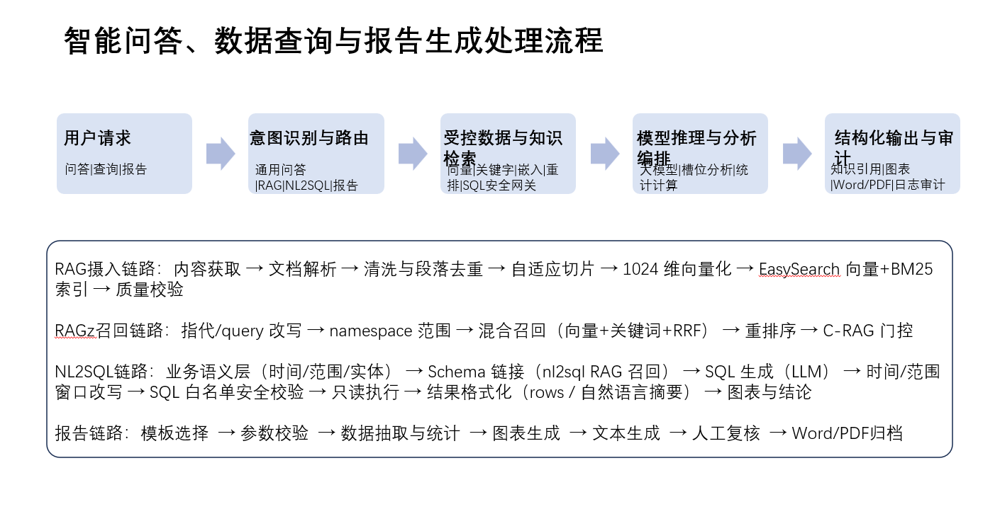 智能问答、数据查询与报告生成处理流程
用户请求
问答|查询|报告
意图识别与路由
通用问答
|RAG|NL2SQL|报告
受控数据与知识
检索
向量|关键字|嵌入|重
排|SQL安全网关
模型推理与分析
编排
大模型|槽位分析|统
计计算
结构化输出与审
计
知识引用|图表
|Word/PDF|日志审计
RAG摄入链路：内容获取 → 文档解析 → 清洗与段落去重 → 自适应切片 → 1024 维向量化 → EasySearch 向量+BM25
索引 → 质量校验
RAGz召回链路：指代/query 改写 → namespace 范围 → 混合召回（向量+关键词+RRF） → 重排序 → C-RAG 门控
NL2SQL链路：业务语义层（时间/范围/实体） → Schema 链接（nl2sql RAG 召回） → SQL 生成（LLM） → 时间/范围
窗口改写 → SQL 白名单安全校验 → 只读执行 → 结果格式化（rows / 自然语言摘要） → 图表与结论
报告链路：模板选择 → 参数校验 → 数据抽取与统计 → 图表生成 → 文本生成 → 人工复核 → Word/PDF归档